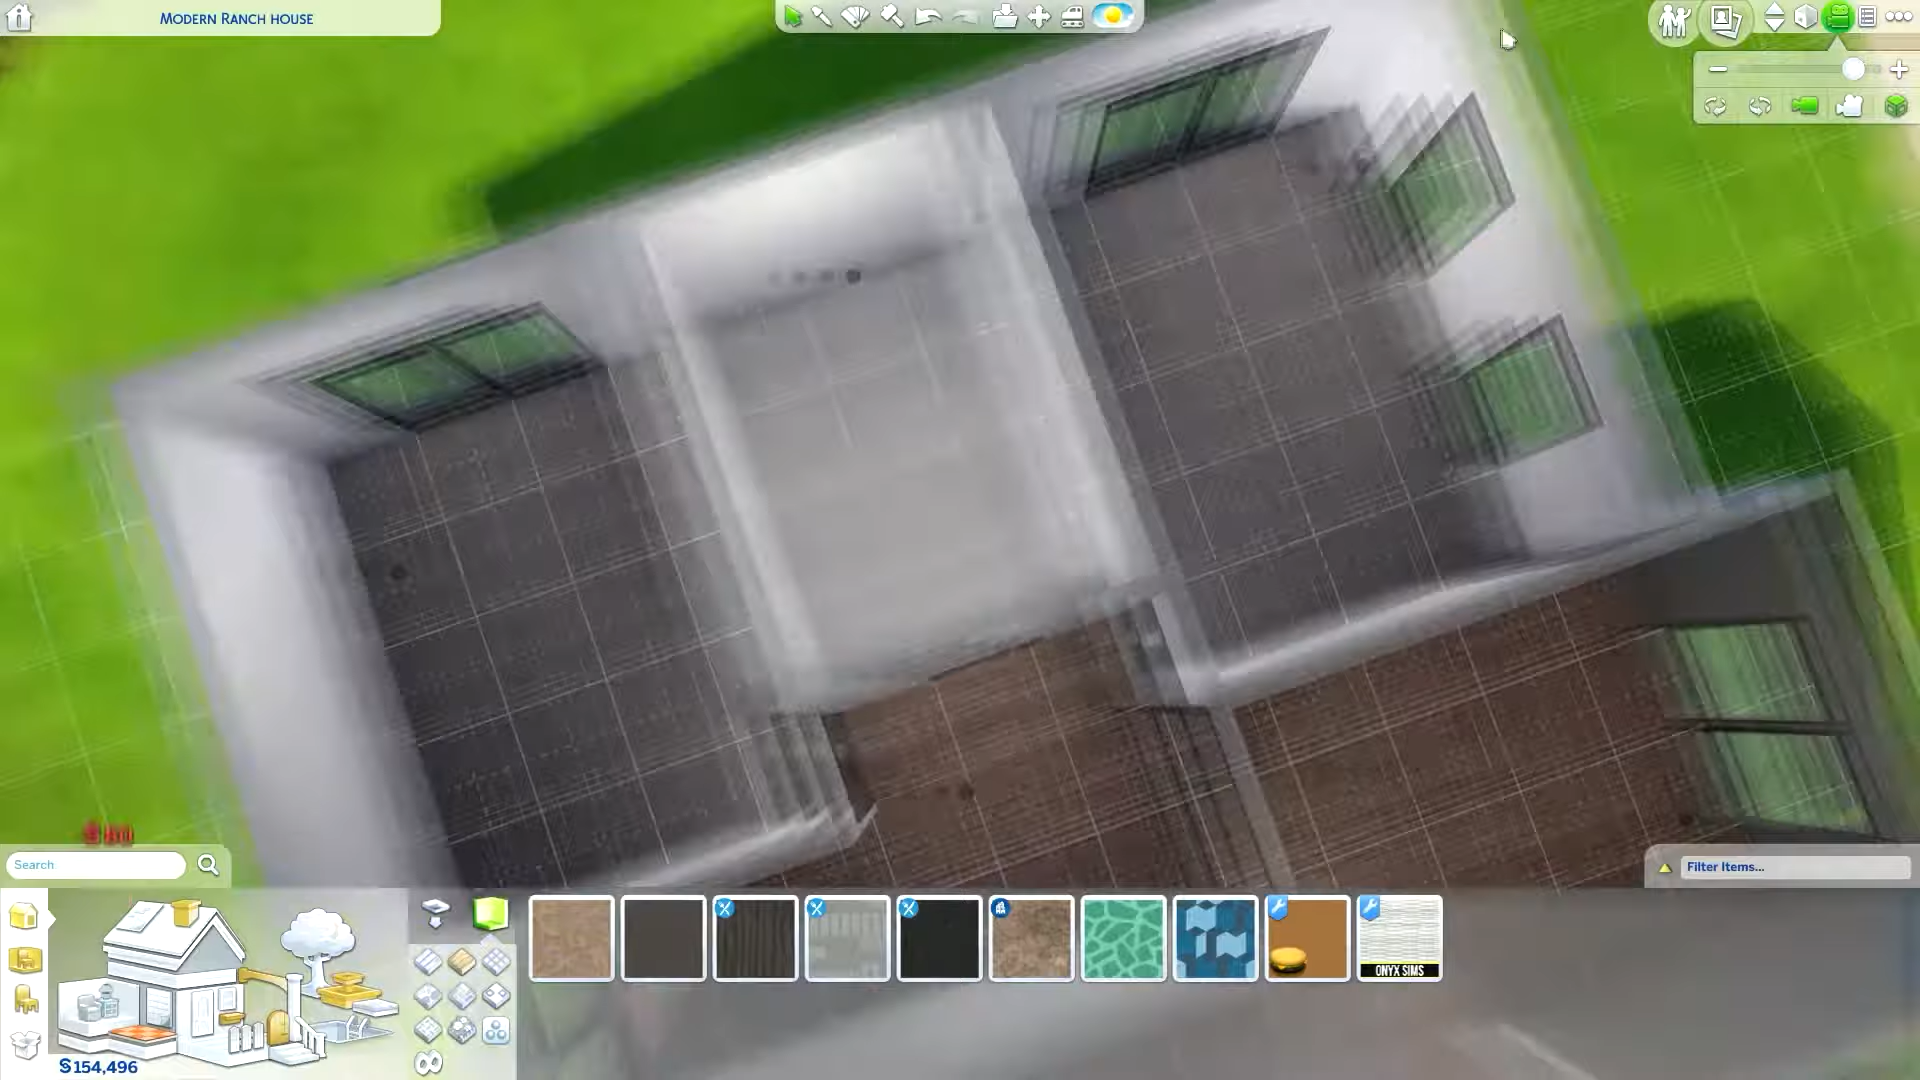 Modern Ranch house
Search
Filter Items...
ONYX SIMS
§154,496